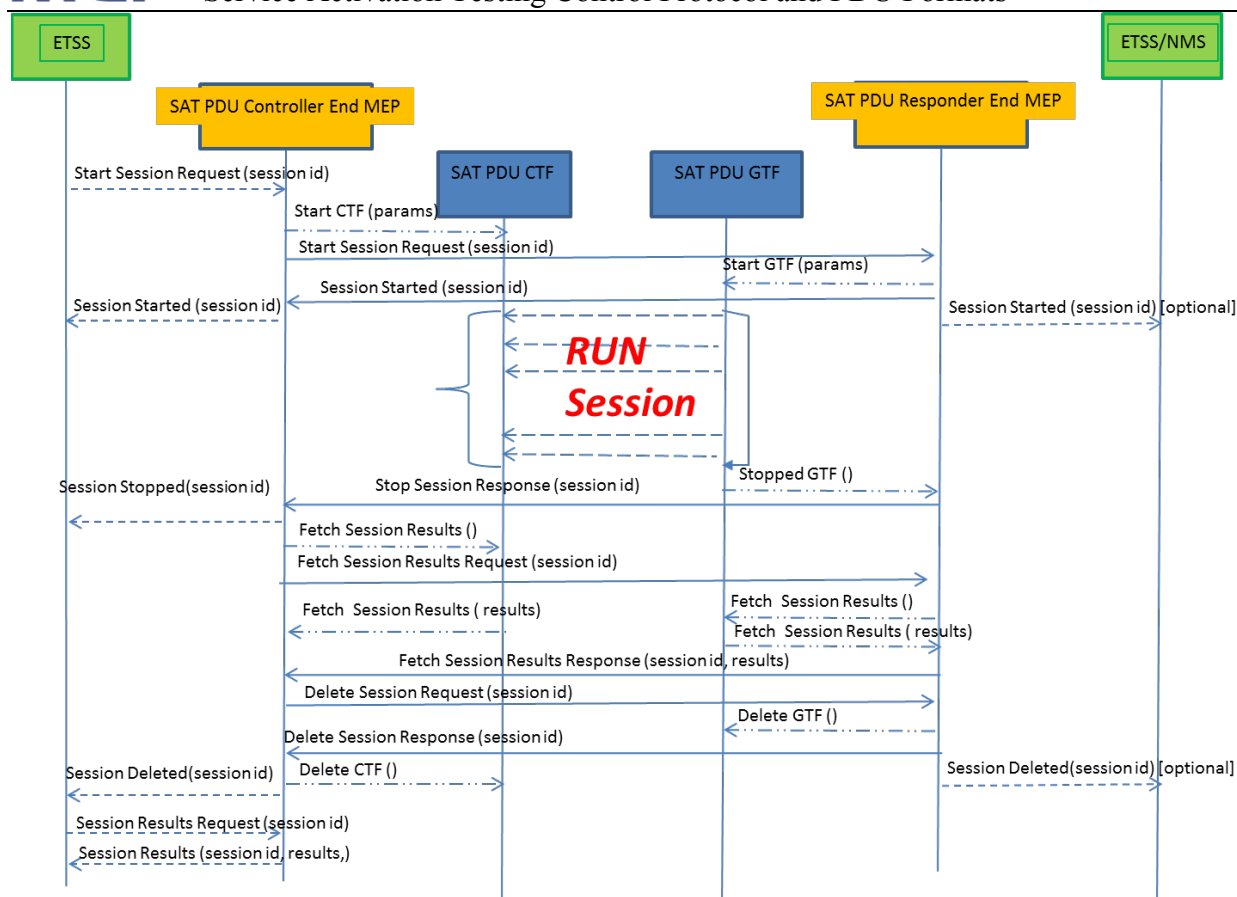 Service Activation Testing Control Protocol and PDU Formats
ETSS
ETSS/NMS
SAT PDU Controller End MEP
SAT PDU Responder End MEP
SAT PDU CTF
SAT PDU GTF
Start Session Request (session id)
Start CTF (params)
Start Session Request (session id)
Start GTF (params)
Session Started (session id)
Session Started (session id)
Session Started (session id) [optional]
RUN
Session
Stopped GTF ()
Stop Session Response (session id)
Session Stopped(session id)
Fetch Session Results ()
Fetch Session Results Request (session id)
Fetch Session Results ()
Fetch Session Results ( results)
Fetch Session Results ( results)
Fetch Session Results Response (session id, results)
Delete Session Request (session id)
Delete GTF ()
Delete Session Response (session id)
Session Deleted(session id)
Delete CTF ()
Session Deleted(session id) [optional]
Session Results Request (session id)
Session Results (session id, results,)